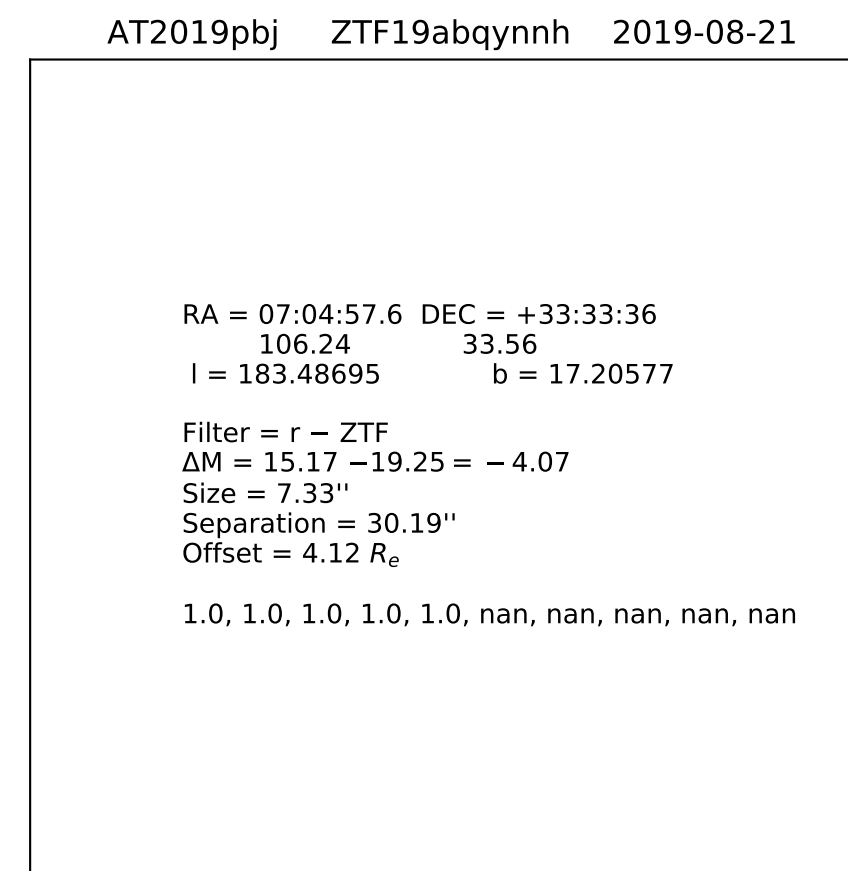 AT2019pbj ZTF19abqynnh 2019-08-21
RA = 07:04:57.6 DEC = +33:33:36
106.24 33.56
l = 183.48695 b = 17.20577
Filter = r − ZTF
ΔM = 15.17 −19.25 = − 4.07
Size = 7.33''
Separation = 30.19''
Offset = 4.12 Rₑ
1.0, 1.0, 1.0, 1.0, 1.0, nan, nan, nan, nan, nan